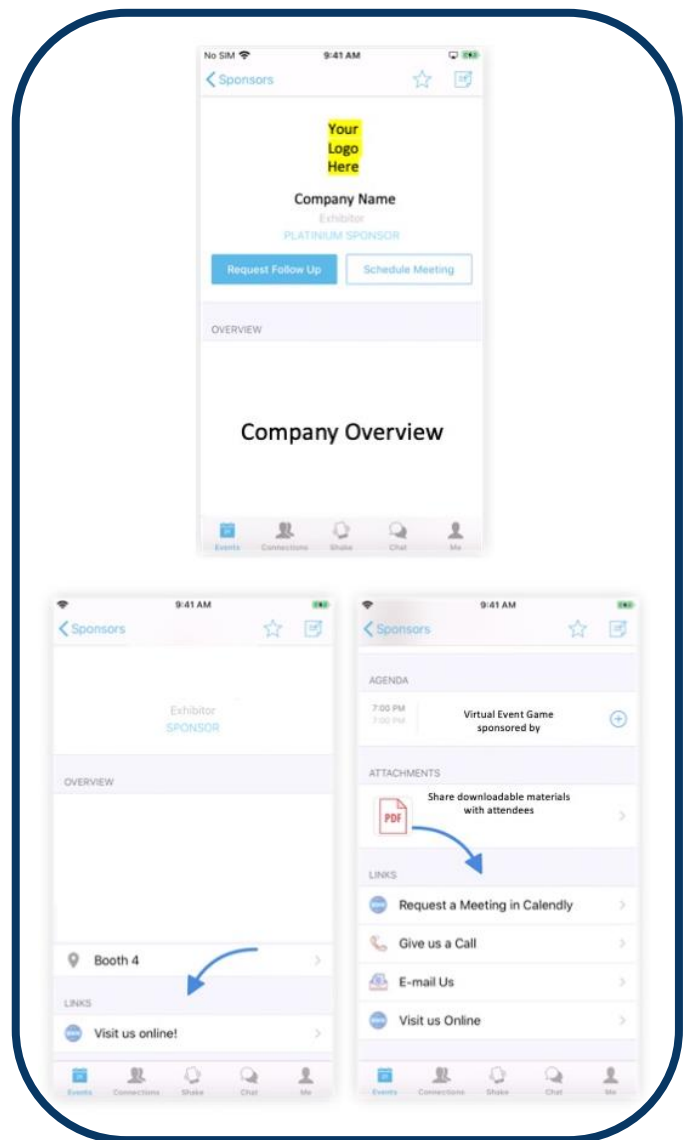 No SIM 9:41 AM
Sponsors
Your
Logo
Here
Company Name
Exhibitor
PLATINIUM SPONSOR
Request Follow Up Schedule Meeting
OVERVIEW
Company Overview
Events Connections Shake Chat Me
9:41 AM
Sponsors
Exhibitor
SPONSOR
OVERVIEW
Booth 4
LINKS
Visit us online!
Events Connections Shake Chat Me
9:41 AM
Sponsors
AGENDA
7:00 PM
7:00 PM
Virtual Event Game
sponsored by
ATTACHMENTS
PDF
Share downloadable materials
with attendees
LINKS
Request a Meeting in Calendly
Give us a Call
E-mail Us
Visit us Online
Events Connections Shake Chat Me